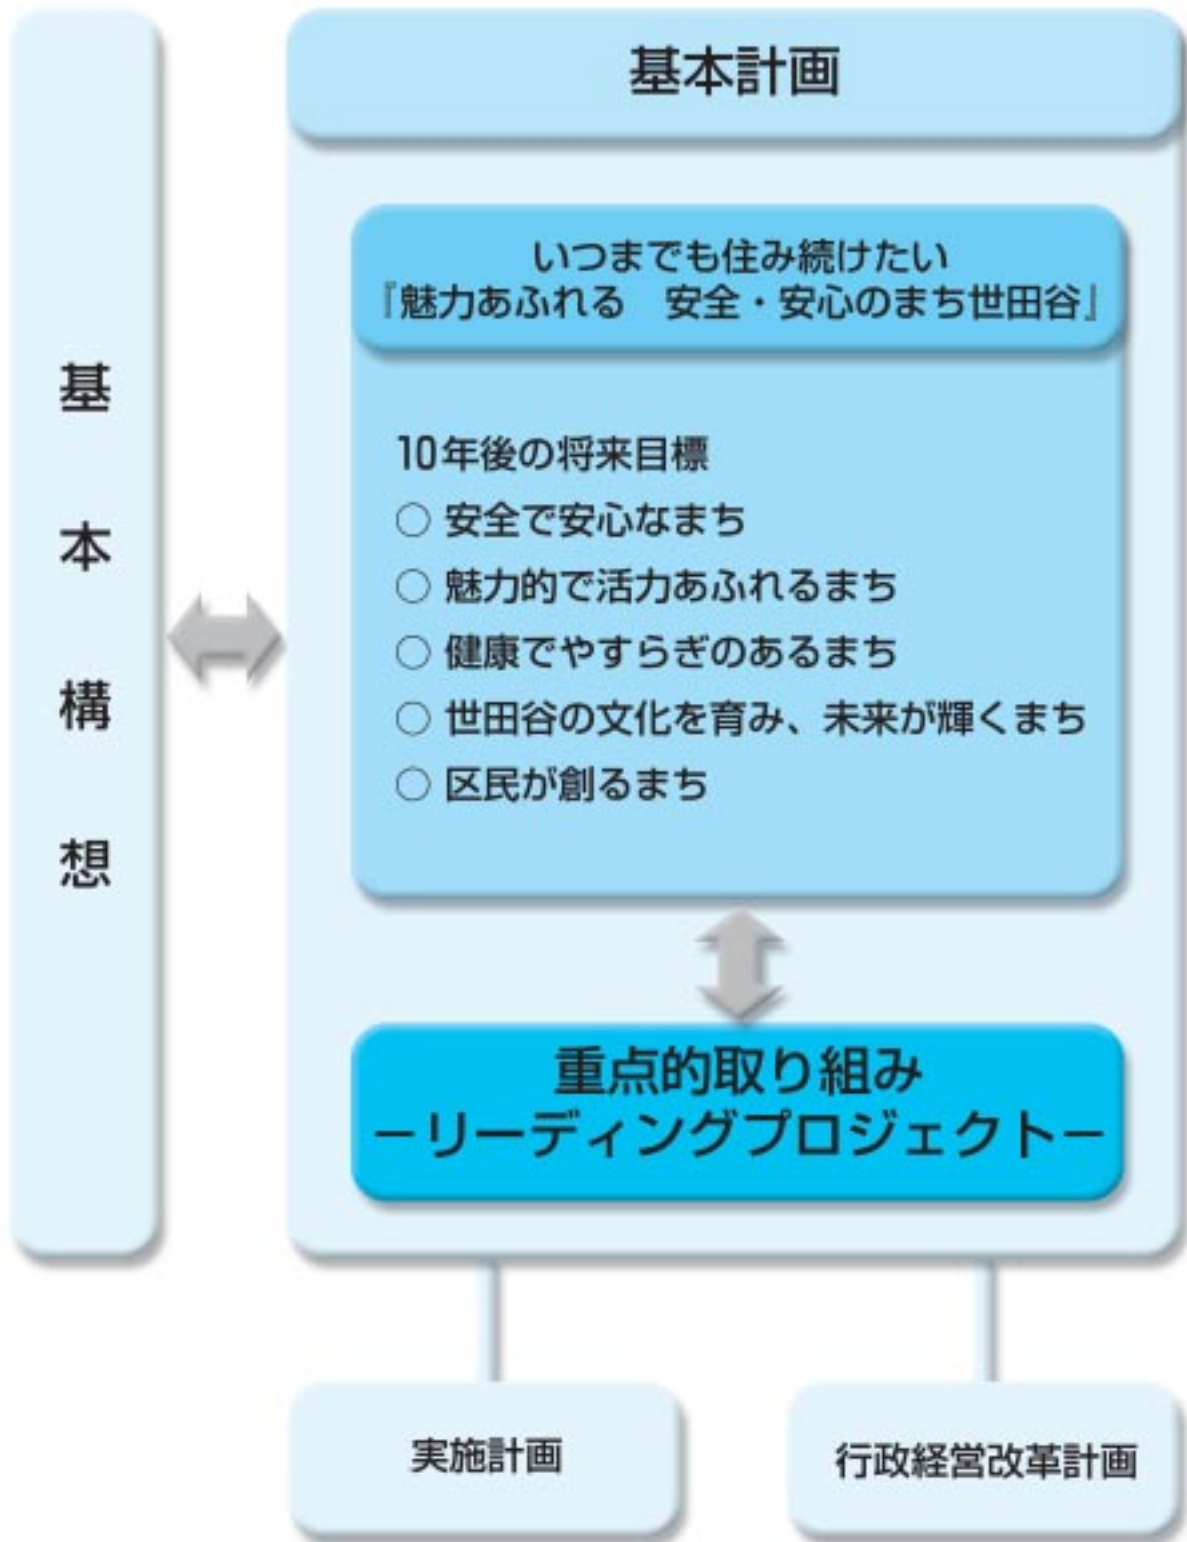 基本構想
基本計画
いつまでも住み続けたい
『魅力あふれる　安全・安心のまち世田谷』
10年後の将来目標
○ 安全で安心なまち
○ 魅力的で活力あふれるまち
○ 健康でやすらぎのあるまち
○ 世田谷の文化を育み、未来が輝くまち
○ 区民が創るまち
重点的取り組み
−リーディングプロジェクト−
実施計画
行政経営改革計画